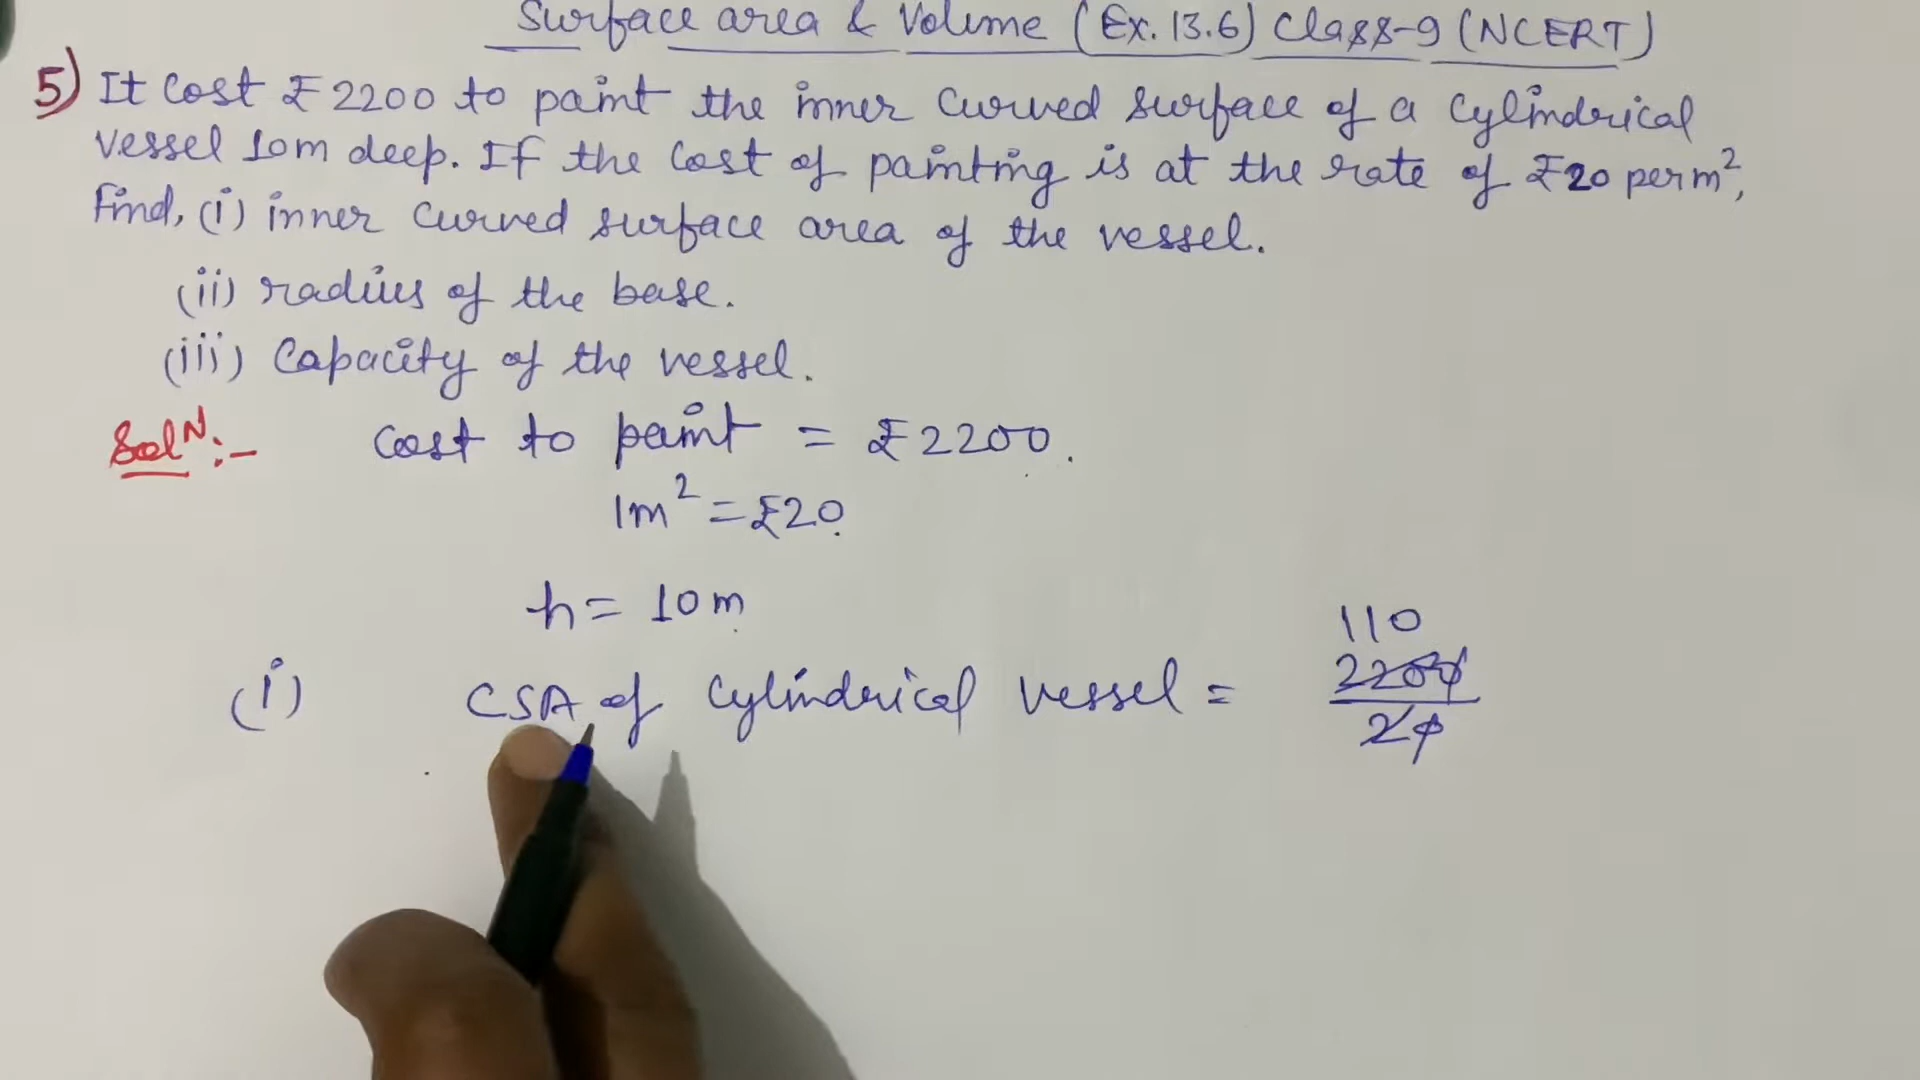 Surface area & Volume (Ex. 13.6) Class-9 (NCERT)
5) It cost ₹2200 to paint the inner curved surface of a cylindrical
vessel 10m deep. If the cost of painting is at the rate of ₹20 per m²,
Find, (i) inner curved surface area of the vessel.
(ii) radius of the base.
(iii) Capacity of the vessel.
Solᴺ:- Cost to paint = ₹2200.
1m² = ₹20.
h = 10m
(i) CSA of cylindrical vessel = 2200/20
110